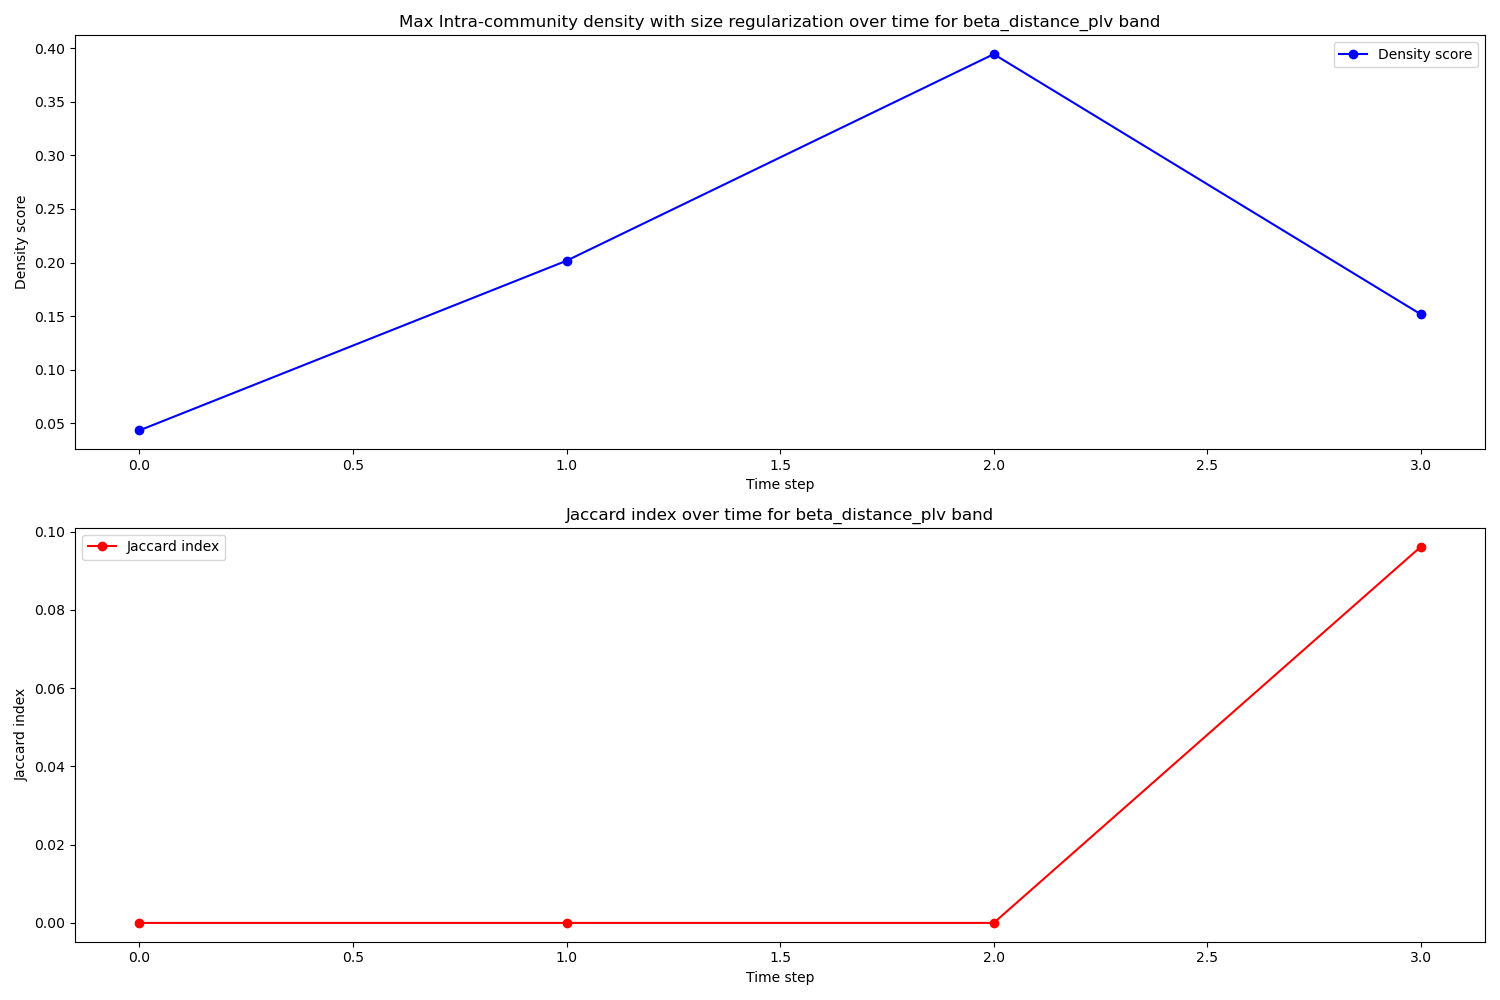 Max Intra-community density with size regularization over time for beta_distance_plv band
Density score
0.40
0.35
0.30
0.25
0.20
0.15
0.10
0.05
Density score
0.0 0.5 1.0 1.5 2.0 2.5 3.0
Time step
Jaccard index over time for beta_distance_plv band
Jaccard index
0.10
0.08
0.06
0.04
0.02
0.00
Jaccard index
0.0 0.5 1.0 1.5 2.0 2.5 3.0
Time step